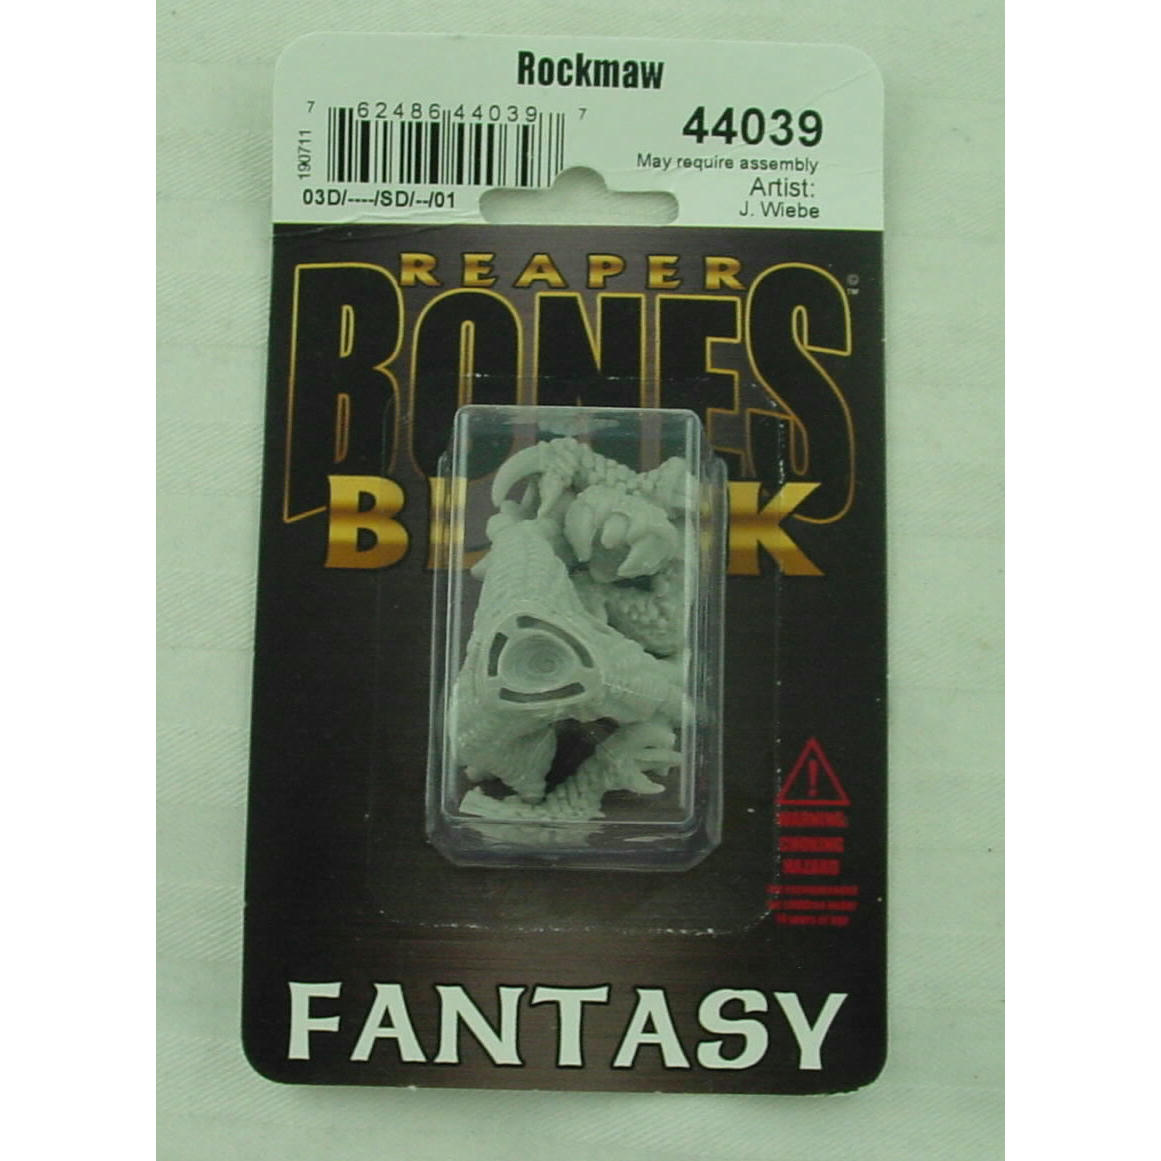 Rockmaw
7 62486 44039 7
190711
44039
May require assembly
03D/----/SD/--/01
Artist:
J. Wiebe
REAPER
BONES
©
™
FANTASY
WARNING:
CHOKING
HAZARD